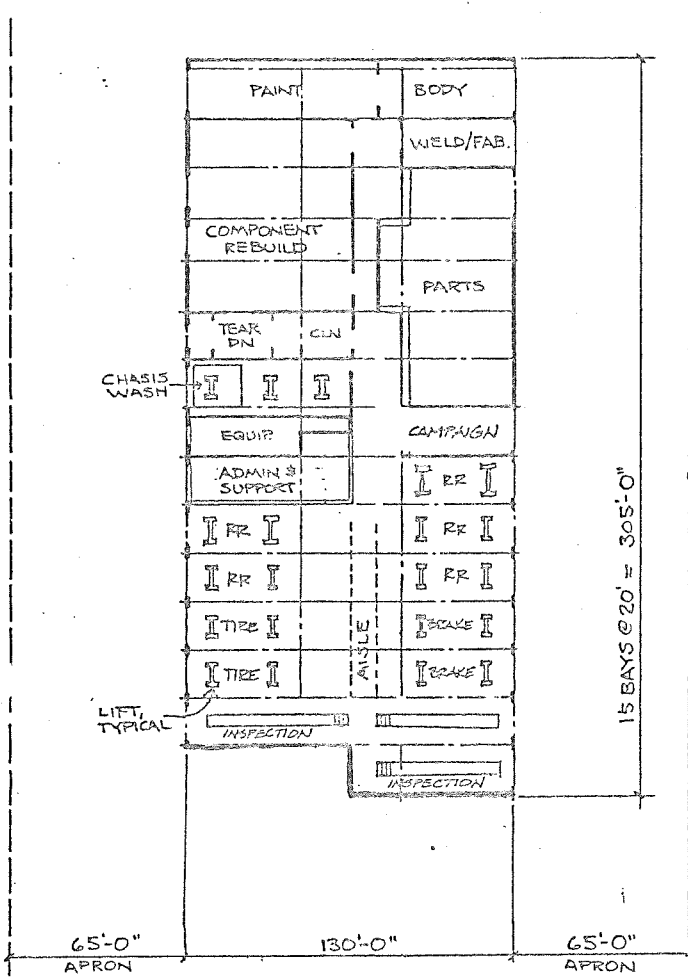 PAINT
BODY
WELD/FAB.
COMPONENT
REBUILD
PARTS
TEAR
DN
CLN
CHASIS
WASH
EQUIP.
CAMPAIGN
ADMIN &
SUPPORT
RR
RR
RR
RR
RR
TIRE
BRAKE
AISLE
TIRE
BRAKE
LIFT,
TYPICAL
INSPECTION
INSPECTION
15 BAYS @ 20' = 305'-0"
65'-0"
APRON
130'-0"
65'-0"
APRON